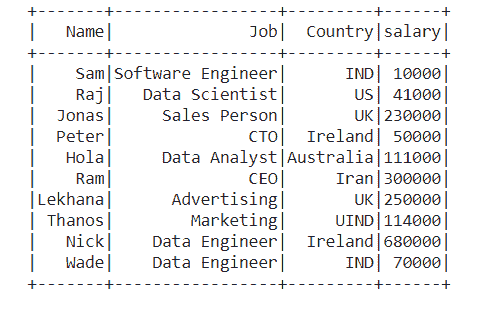 +-------+-----------------+---------+------+
|   Name|              Job|  Country|salary|
+-------+-----------------+---------+------+
|    Sam|Software Engineer|      IND| 10000|
|    Raj|   Data Scientist|       US| 41000|
|  Jonas|     Sales Person|       UK|230000|
|  Peter|              CTO|  Ireland| 50000|
|   Hola|     Data Analyst|Australia|111000|
|    Ram|              CEO|     Iran|300000|
|Lekhana|      Advertising|       UK|250000|
| Thanos|        Marketing|     UIND|114000|
|   Nick|    Data Engineer|  Ireland|680000|
|   Wade|    Data Engineer|      IND| 70000|
+-------+-----------------+---------+------+